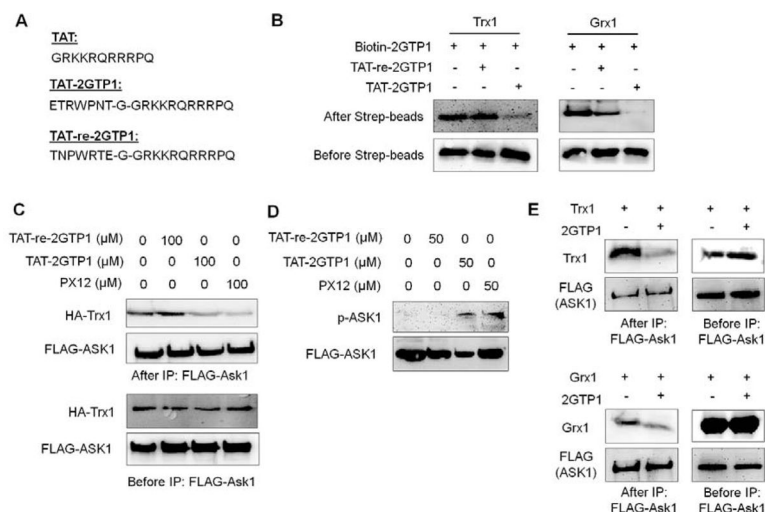 A
TAT:
GRKKRQRRRPQ
TAT-2GTP1:
ETRWPNT-G-GRKKRQRRRPQ
TAT-re-2GTP1:
TNPWRTE-G-GRKKRQRRRPQ
B
Trx1 Grx1
Biotin-2GTP1 + + + + + +
TAT-re-2GTP1 - + - - + -
TAT-2GTP1 - - + - - +
After Strep-beads
Before Strep-beads
C
TAT-re-2GTP1 (μM) 0 100 0 0
TAT-2GTP1 (μM) 0 0 100 0
PX12 (μM) 0 0 0 100
HA-Trx1
FLAG-ASK1
After IP: FLAG-Ask1
HA-Trx1
FLAG-ASK1
Before IP: FLAG-Ask1
D
TAT-re-2GTP1 (μM) 0 50 0 0
TAT-2GTP1 (μM) 0 0 50 0
PX12 (μM) 0 0 0 50
p-ASK1
FLAG-ASK1
E
Trx1 + + + +
2GTP1 - + - +
Trx1
FLAG
(ASK1)
After IP: Before IP:
FLAG-Ask1 FLAG-Ask1
Grx1 + + + +
2GTP1 - + - +
Grx1
FLAG
(ASK1)
After IP: Before IP:
FLAG-Ask1 FLAG-Ask1